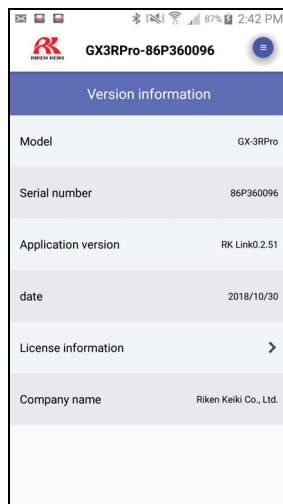 87% 2:42 PM
RIKEN KEIKI
GX3RPro-86P360096
Version information
Model GX-3RPro
Serial number 86P360096
Application version RK Link0.2.51
date 2018/10/30
License information
Company name Riken Keiki Co., Ltd.